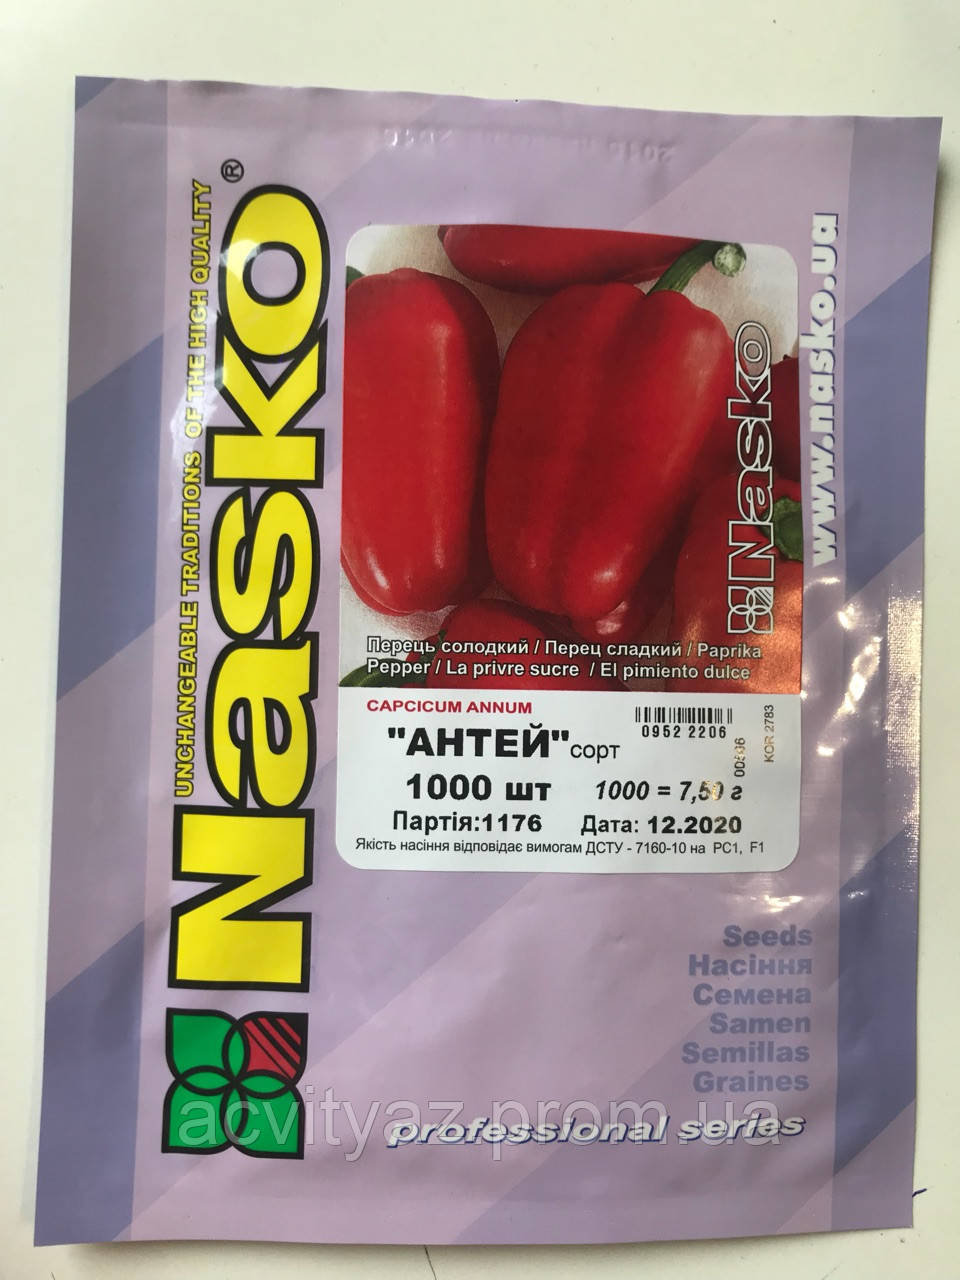 Nasko®
UNCHANGEABLE TRADITIONS OF THE HIGH QUALITY
www.nasko.ua
Nasko
Перець солодкий / Перец сладкий / Paprika
Pepper / La privre sucre / El pimiento dulce
CAPCICUM ANNUM
"АНТЕЙ" сорт
0952 2206
KOR 2783
1000 шт 1000 = 7,50 г
Партія:1176 Дата: 12.2020
Якість насіння відповідає вимогам ДСТУ - 7160-10 на РС1, F1
Seeds
Насіння
Семена
Samen
Semillas
Graines
professional series
acvityaz.prom.ua